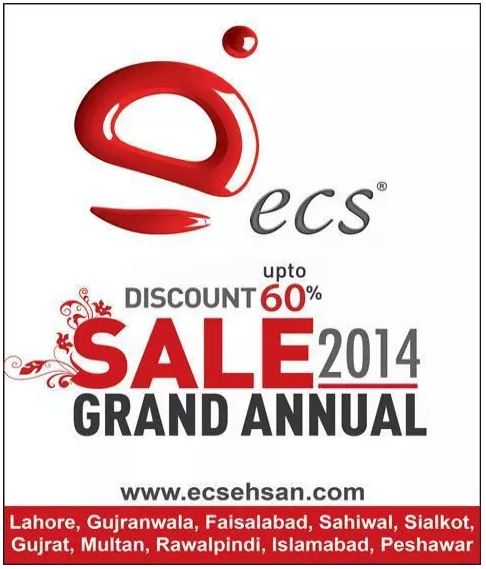 ecs®
upto
DISCOUNT 60%
SALE 2014
GRAND ANNUAL
www.ecsehsan.com
Lahore, Gujranwala, Faisalabad, Sahiwal, Sialkot,
Gujrat, Multan, Rawalpindi, Islamabad, Peshawar